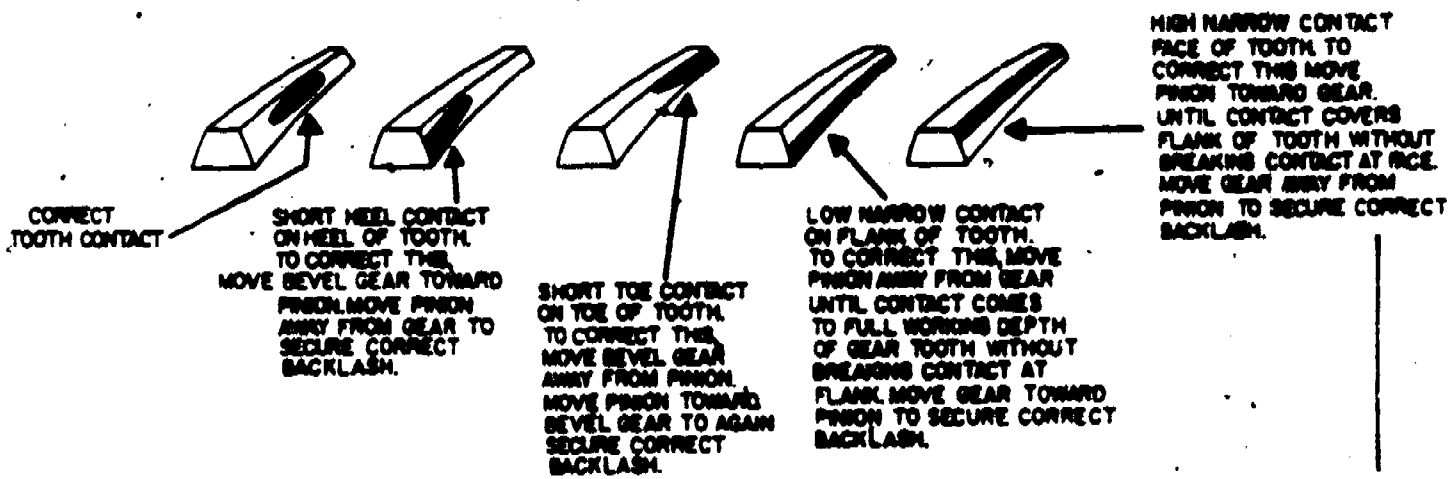 CORRECT
TOOTH CONTACT
SHORT HEEL CONTACT
ON HEEL OF TOOTH.
TO CORRECT THIS,
MOVE BEVEL GEAR TOWARD
PINION. MOVE PINION
AWAY FROM GEAR TO
SECURE CORRECT
BACKLASH.
SHORT TOE CONTACT
ON TOE OF TOOTH.
TO CORRECT THIS,
MOVE BEVEL GEAR
AWAY FROM PINION.
MOVE PINION TOWARD
BEVEL GEAR TO AGAIN
SECURE CORRECT
BACKLASH.
LOW NARROW CONTACT
ON FLANK OF TOOTH.
TO CORRECT THIS, MOVE
PINION AWAY FROM GEAR
UNTIL CONTACT COMES
TO FULL WORKING DEPTH
OF GEAR TOOTH WITHOUT
BREAKING CONTACT AT
FLANK. MOVE GEAR TOWARD
PINION TO SECURE CORRECT
BACKLASH.
HIGH NARROW CONTACT
FACE OF TOOTH. TO
CORRECT THIS MOVE
PINION TOWARD GEAR.
UNTIL CONTACT COVERS
FLANK OF TOOTH WITHOUT
BREAKING CONTACT AT FACE.
MOVE GEAR AWAY FROM
PINION TO SECURE CORRECT
BACKLASH.